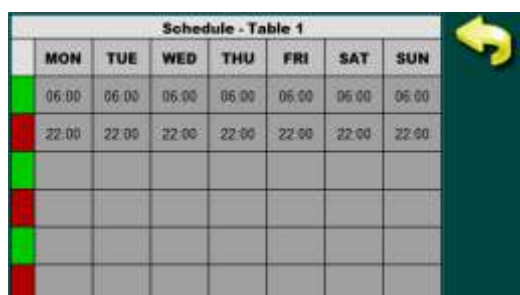 Schedule - Table 1
MON TUE WED THU FRI SAT SUN
06:00 06:00 06:00 06:00 06:00 06:00 06:00
22:00 22:00 22:00 22:00 22:00 22:00 22:00